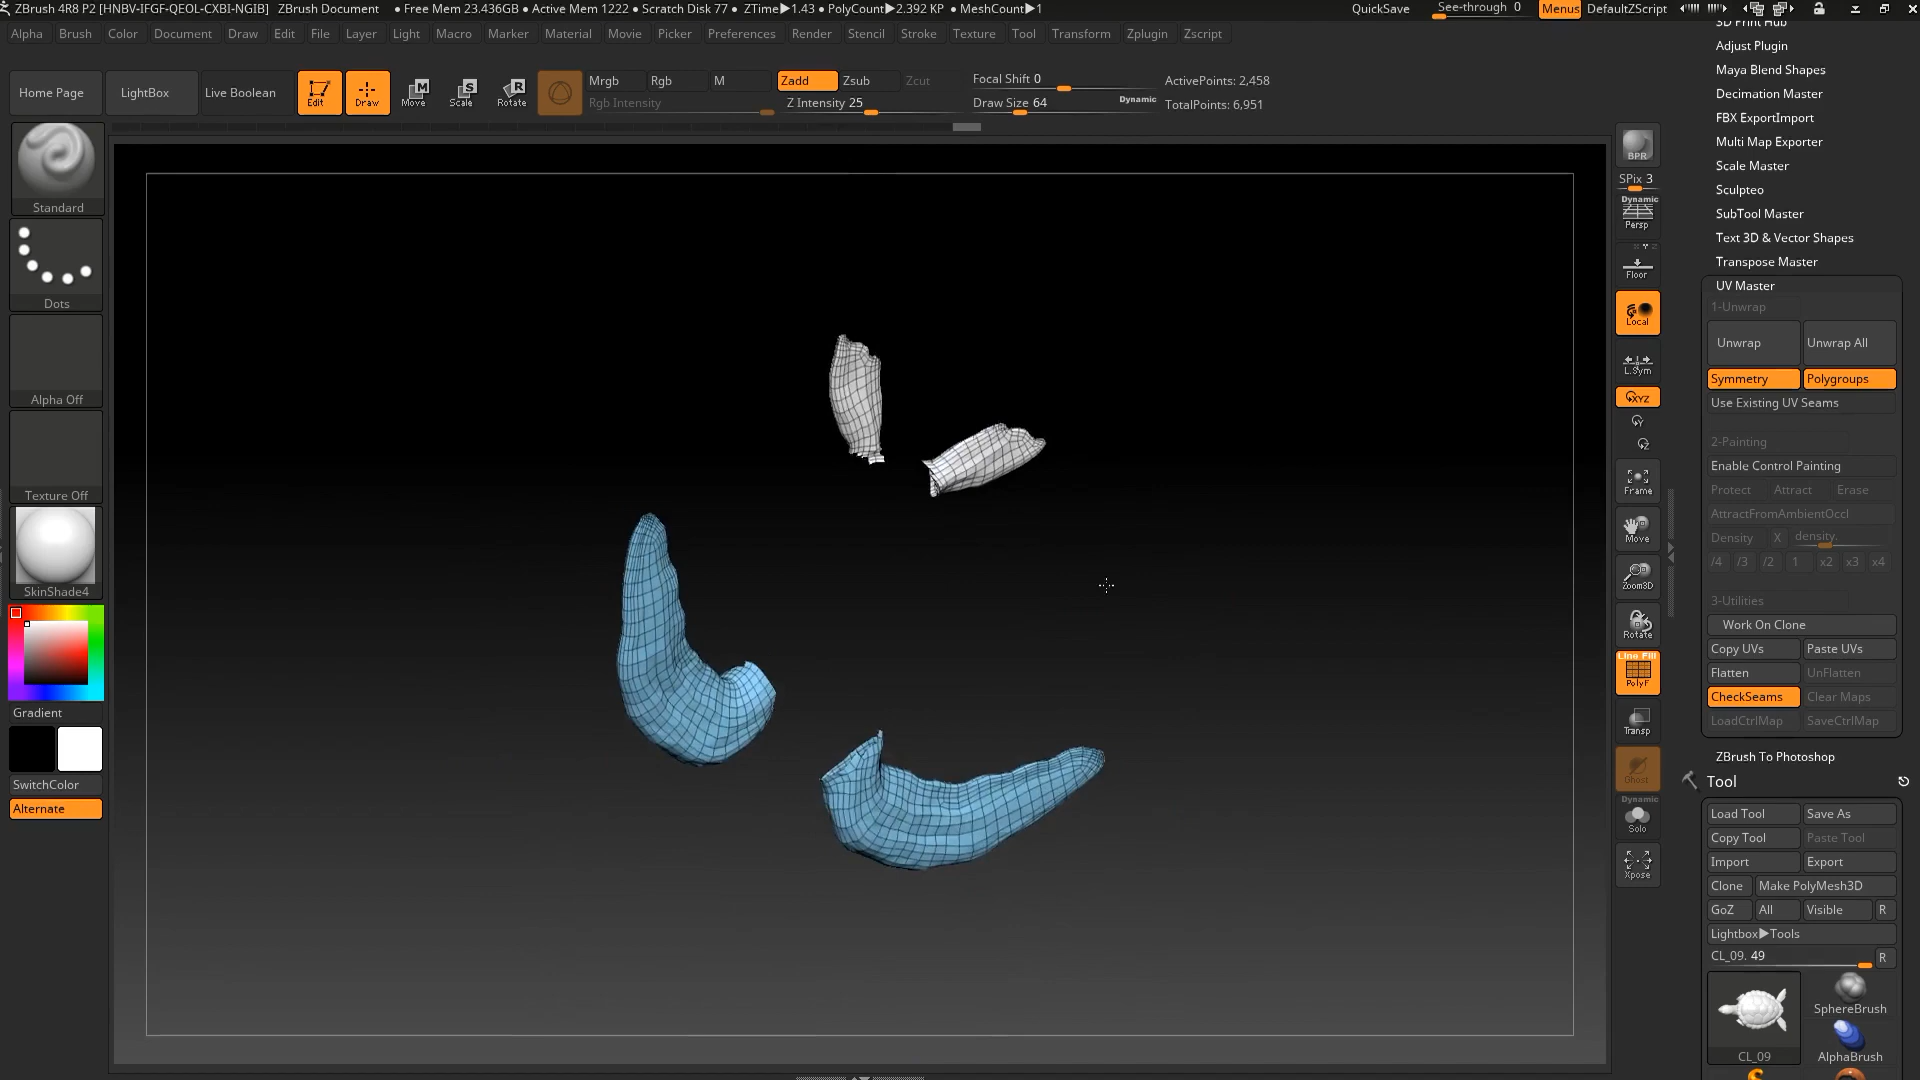 ZBrush 4R8 P2 [HNBV-IFGF-QEOL-CXBI-NGIB] ZBrush Document • Free Mem 23.436GB • Active Mem 1222 • Scratch Disk 77 • ZTime▶1.43 • PolyCount▶2.392 KP • MeshCount▶1 QuickSave See-through 0 Menus DefaultZScript
Alpha Brush Color Document Draw Edit File Layer Light Macro Marker Material Movie Picker Preferences Render Stencil Stroke Texture Tool Transform Zplugin Zscript
Home Page LightBox Live Boolean Edit Draw Move Scale Rotate
Mrgb Rgb M Zadd Zsub Zcut Focal Shift 0 ActivePoints: 2,458
Rgb Intensity Z Intensity 25 Draw Size 64 Dynamic TotalPoints: 6,951
Standard
Dots
Alpha Off
Texture Off
SkinShade4
Gradient
SwitchColor
Alternate
BPR
SPix 3
Dynamic
Persp
Floor
Local
L.Sym
XYZ
Frame
Move
Zoom3D
Rotate
Line Fill
PolyF
Transp
Ghost
Dynamic
Solo
Xpose
3D Print Hub
Adjust Plugin
Maya Blend Shapes
Decimation Master
FBX ExportImport
Multi Map Exporter
Scale Master
Sculpteo
SubTool Master
Text 3D & Vector Shapes
Transpose Master
UV Master
1-Unwrap
Unwrap Unwrap All
Symmetry Polygroups
Use Existing UV Seams
2-Painting
Enable Control Painting
Protect Attract Erase
AttractFromAmbientOccl
Density X density.
/4 /3 /2 1 x2 x3 x4
3-Utilities
Work On Clone
Copy UVs Paste UVs
Flatten UnFlatten
CheckSeams Clear Maps
LoadCtrlMap SaveCtrlMap
ZBrush To Photoshop
Tool
Load Tool Save As
Copy Tool Paste Tool
Import Export
Clone Make PolyMesh3D
GoZ All Visible R
Lightbox▶Tools
CL_09. 49 R
SphereBrush
CL_09 AlphaBrush